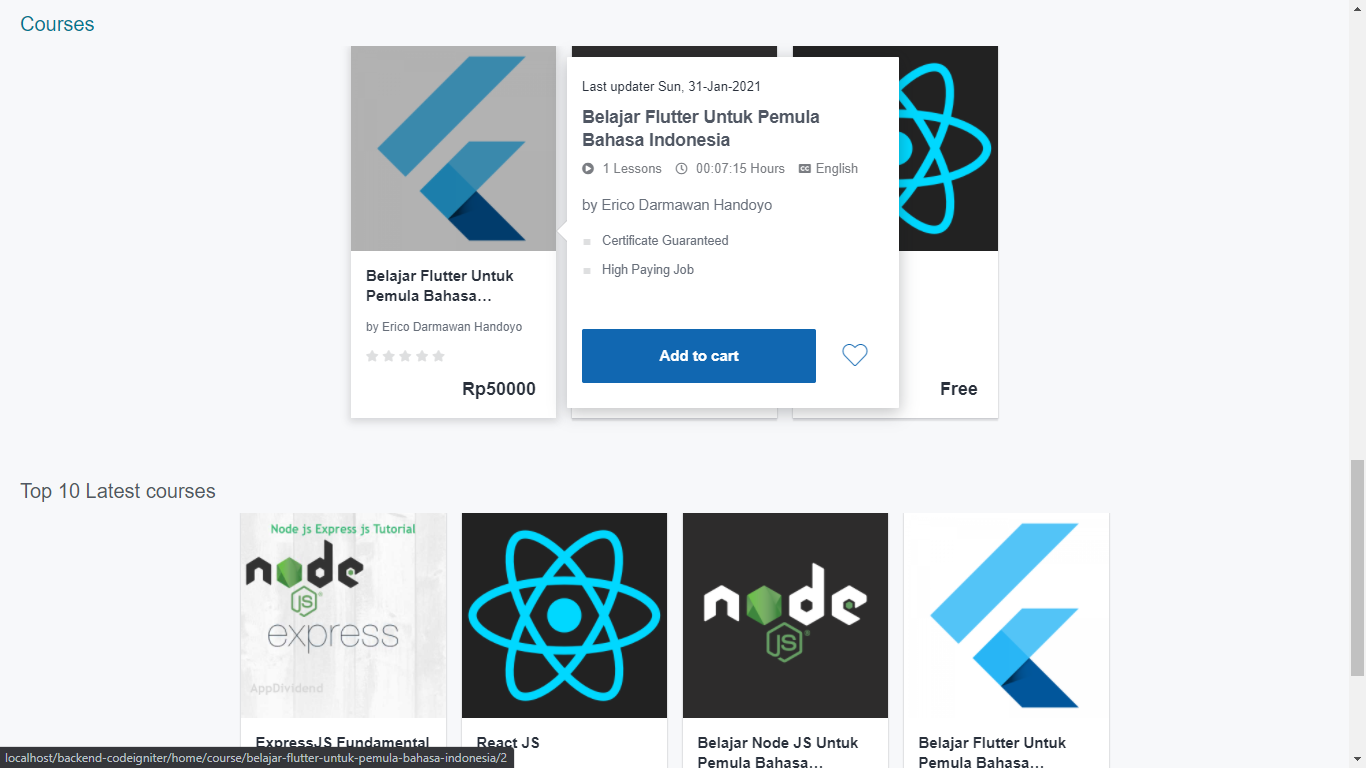 Courses
Last updater Sun, 31-Jan-2021
Belajar Flutter Untuk Pemula
Bahasa Indonesia
1 Lessons 00:07:15 Hours CC English
by Erico Darmawan Handoyo
Certificate Guaranteed
High Paying Job
Add to cart
Belajar Flutter Untuk
Pemula Bahasa…
by Erico Darmawan Handoyo
Rp50000
Free
Top 10 Latest courses
Node js Express js Tutorial
node
JS
express
AppDividend
node
JS
ExpressJS Fundamental
React JS
Belajar Node JS Untuk
Pemula Bahasa…
Belajar Flutter Untuk
Pemula Bahasa…
localhost/backend-codeigniter/home/course/belajar-flutter-untuk-pemula-bahasa-indonesia/2